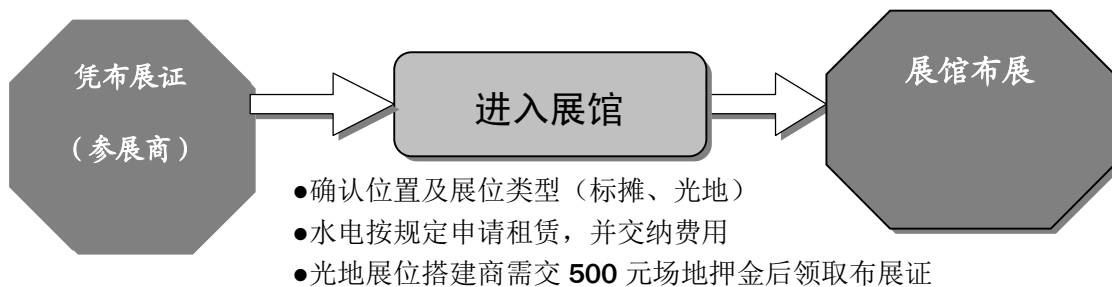 凭布展证
（参展商）
进入展馆
展馆布展
●确认位置及展位类型（标摊、光地）
●水电按规定申请租赁，并交纳费用
●光地展位搭建商需交 500 元场地押金后领取布展证